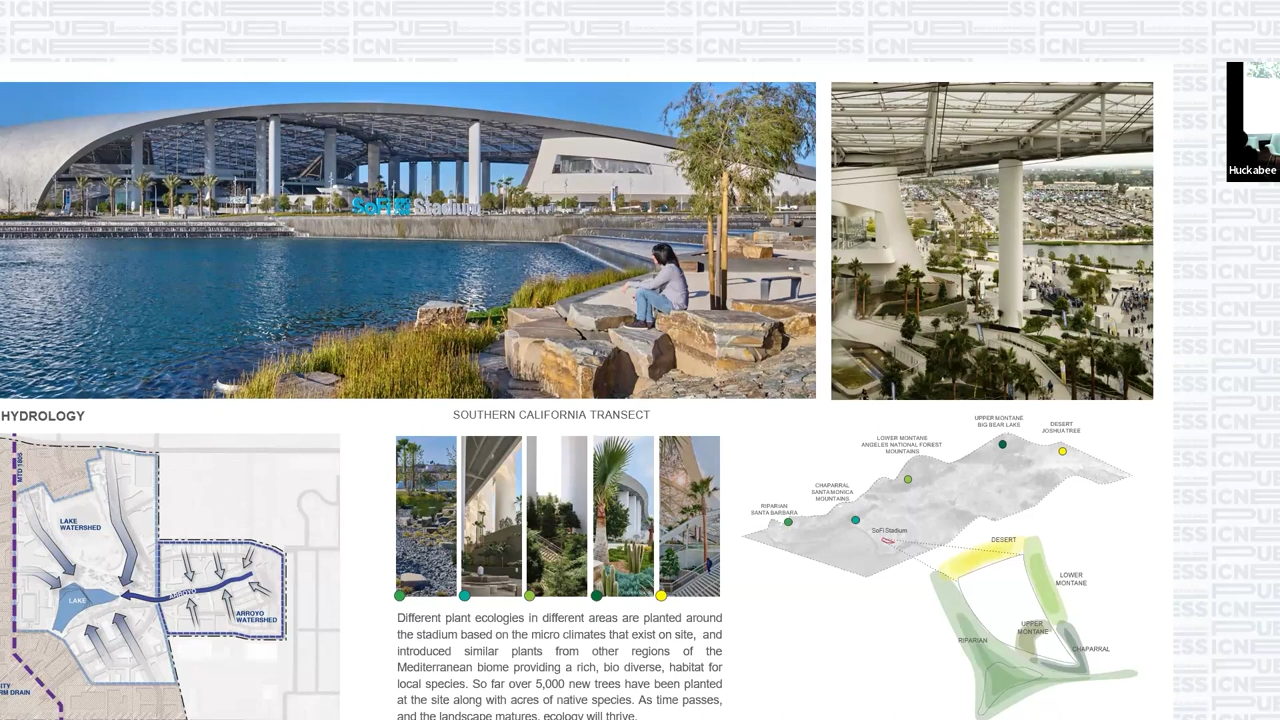 Huckabee
SoFi Stadium
HYDROLOGY
SOUTHERN CALIFORNIA TRANSECT
MTD 1805
LAKE
WATERSHED
LAKE
ARROYO
ARROYO
WATERSHED
UPPER MONTANE
BIG BEAR LAKE
DESERT
JOSHUA TREE
LOWER MONTANE
ANGELES NATIONAL FOREST
MOUNTAINS
CHAPARRAL
SANTA MONICA
MOUNTAINS
RIPARIAN
SANTA BARBARA
SoFi Stadium
DESERT
LOWER
MONTANE
UPPER
MONTANE
RIPARIAN
CHAPARRAL
Different plant ecologies in different areas are planted around
the stadium based on the micro climates that exist on site, and
introduced similar plants from other regions of the
Mediterranean biome providing a rich, bio diverse, habitat for
local species. So far over 5,000 new trees have been planted
at the site along with acres of native species. As time passes,
and the landscape matures, ecology will thrive.